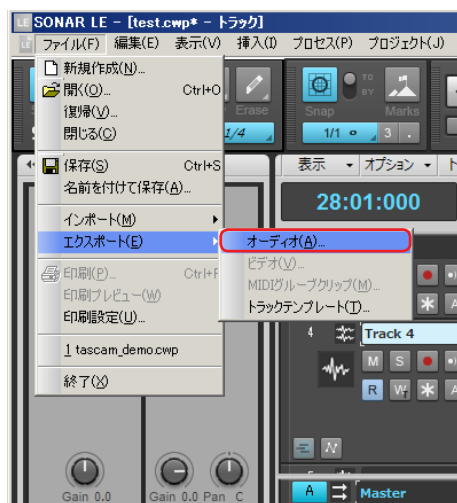 SONAR LE - [test.cwp* - トラック]
ファイル(F) 編集(E) 表示(V) 挿入(I) プロセス(P) プロジェクト(J)
新規作成(N)...
開く(O)... Ctrl+O
復帰(V)...
閉じる(C)
保存(S) Ctrl+S
名前を付けて保存(A)...
インポート(M)
エクスポート(E)
印刷(P)... Ctrl+P
印刷プレビュー(W)
印刷設定(U)...
1 tascam_demo.cwp
終了(X)
オーディオ(A)...
ビデオ(V)...
MIDIグループクリップ(M)...
トラックテンプレート(T)...
Erase
1/4
Snap
TO
BY
Marks
1/1
3
表示 オプション
28:01:000
4 Track 4
M S
R W
A
Gain 0.0
Gain 0.0 Pan C
A Master